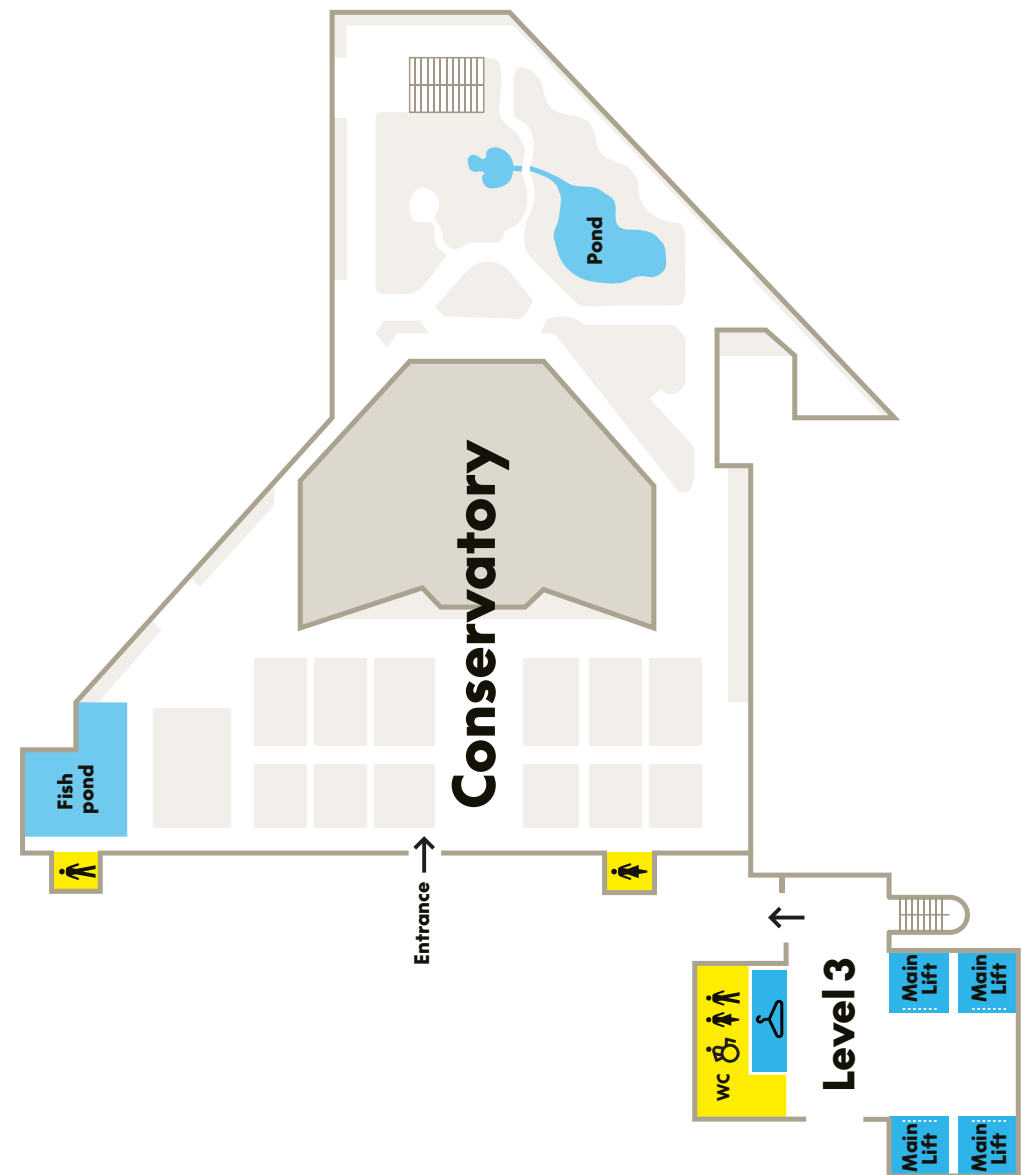 Pond
Conservatory
Fish
pond
Entrance
Level 3
WC
Main
Lift
Main
Lift
Main
Lift
Main
Lift